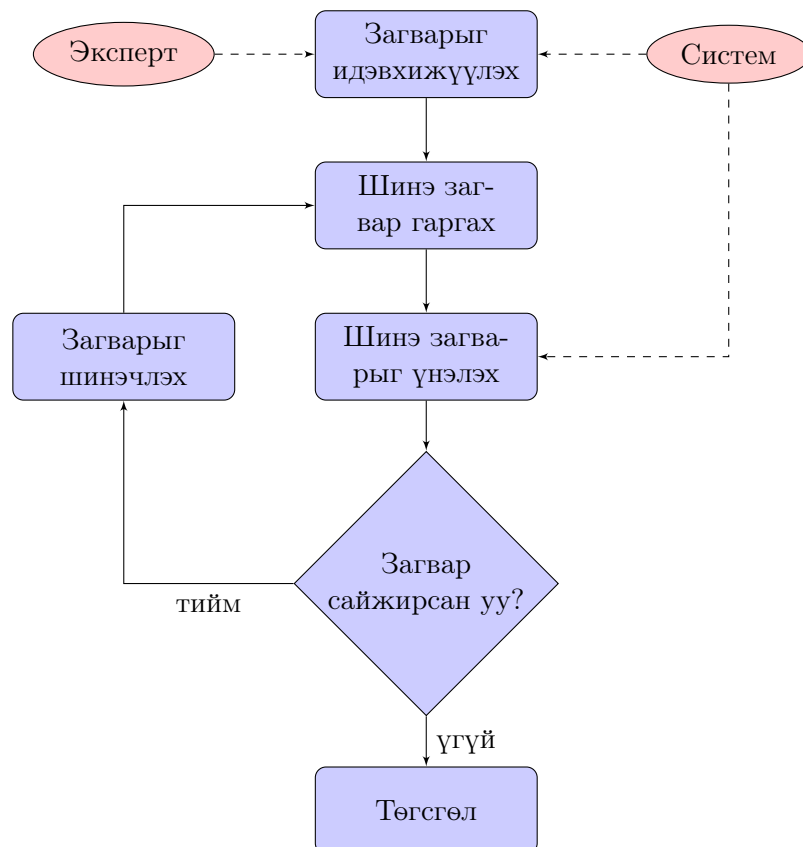 Эксперт
Загварыг
идэвхижүүлэх
Систем
Шинэ заг-
вар гаргах
Загварыг
шинэчлэх
Шинэ загва-
рыг үнэлэх
Загвар
сайжирсан уу?
тийм
үгүй
Төгсгөл